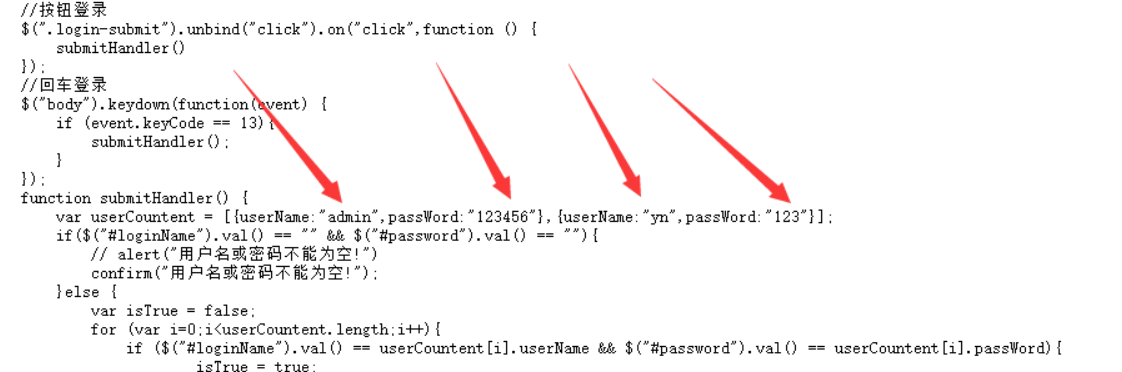 //按钮登录
$(".login-submit").unbind("click").on("click",function () {
submitHandler()
});
//回车登录
$("body").keydown(function(event) {
if (event.keyCode == 13){
submitHandler();
}
});
function submitHandler() {
var userCountent = [{userName:"admin",passWord:"123456"},{userName:"yn",passWord:"123"}];
if($("#loginName").val() == "" && $("#password").val() == ""){
// alert("用户名或密码不能为空!")
confirm("用户名或密码不能为空!");
}else {
var isTrue = false;
for (var i=0;i<userCountent.length;i++){
if ($("#loginName").val() == userCountent[i].userName && $("#password").val() == userCountent[i].passWord){
isTrue = true;